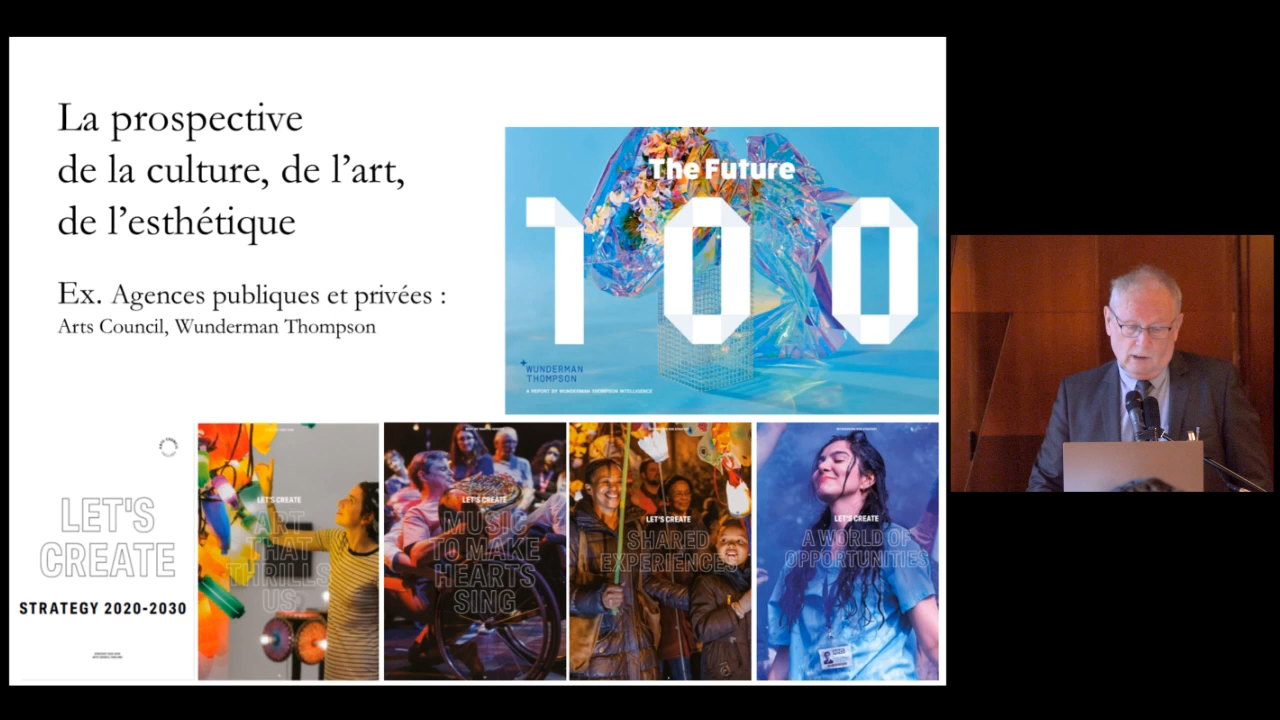 La prospective
de la culture, de l’art,
de l’esthétique
Ex. Agences publiques et privées :
Arts Council, Wunderman Thompson
The Future
100
WUNDERMAN
THOMPSON
A REPORT BY WUNDERMAN THOMPSON INTELLIGENCE
LET'S
CREATE
STRATEGY 2020-2030
LET'S CREATE
ART
THAT
THRILLS
US
LET'S CREATE
MUSIC
TO MAKE
HEARTS
SING
LET'S CREATE
SHARED
EXPERIENCES
LET'S CREATE
A WORLD OF
OPPORTUNITIES